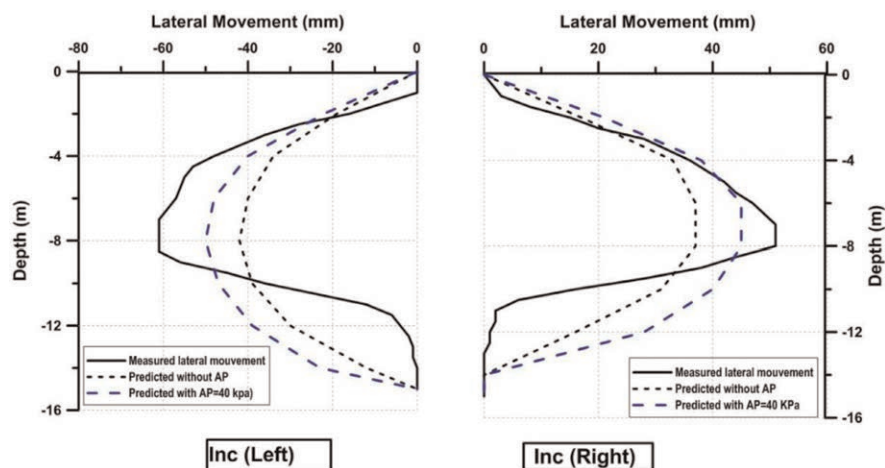 Lateral Movement (mm)
-80 -60 -40 -20 0
0
-4
-8
-12
-16
Depth (m)
Measured lateral mouvement
Predicted without AP
Predicted with AP=40 kpa)
Inc (Left)
Lateral Movement (mm)
0 20 40 60
0
-4
-8
-12
-16
Depth (m)
Measured lateral mouvement
Predicted without AP
Predicted with AP=40 KPa
Inc (Right)